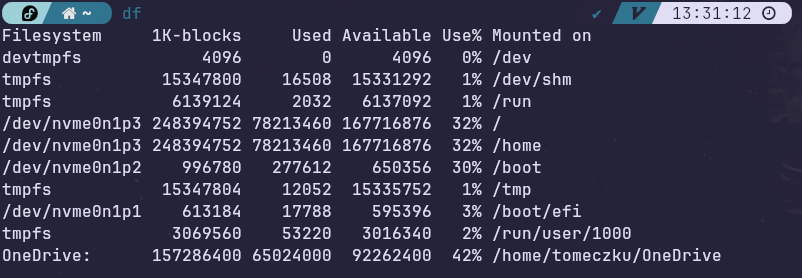 ~ df ✔ V 13:31:12
Filesystem     1K-blocks     Used Available Use% Mounted on
devtmpfs            4096        0      4096   0% /dev
tmpfs           15347800    16508  15331292   1% /dev/shm
tmpfs            6139124     2032   6137092   1% /run
/dev/nvme0n1p3 248394752 78213460 167716876  32% /
/dev/nvme0n1p3 248394752 78213460 167716876  32% /home
/dev/nvme0n1p2    996780   277612    650356  30% /boot
tmpfs           15347804    12052  15335752   1% /tmp
/dev/nvme0n1p1    613184    17788    595396   3% /boot/efi
tmpfs            3069560    53220   3016340   2% /run/user/1000
OneDrive:      157286400 65024000  92262400  42% /home/tomeczku/OneDrive